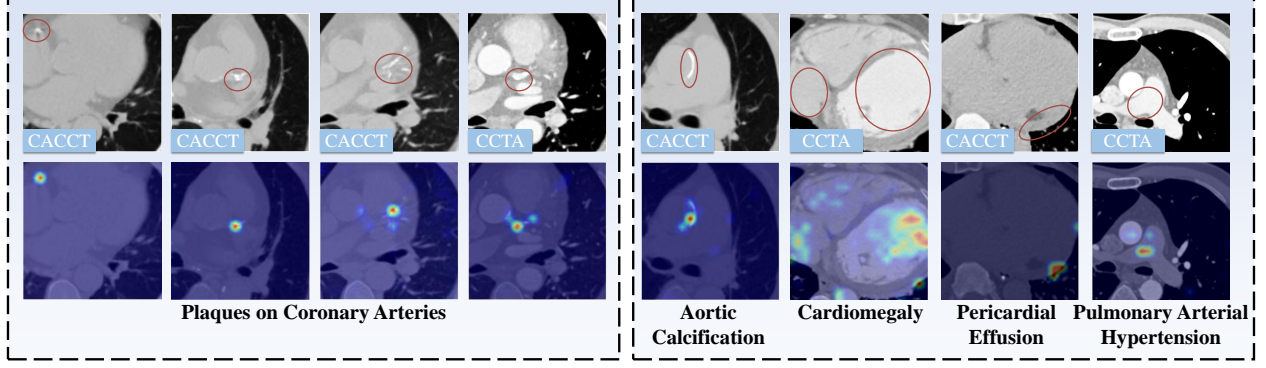 CACCT
CACCT
CACCT
CCTA
CACCT
CCTA
CACCT
CCTA
Plaques on Coronary Arteries
Aortic
Calcification
Cardiomegaly
Pericardial
Effusion
Pulmonary Arterial
Hypertension